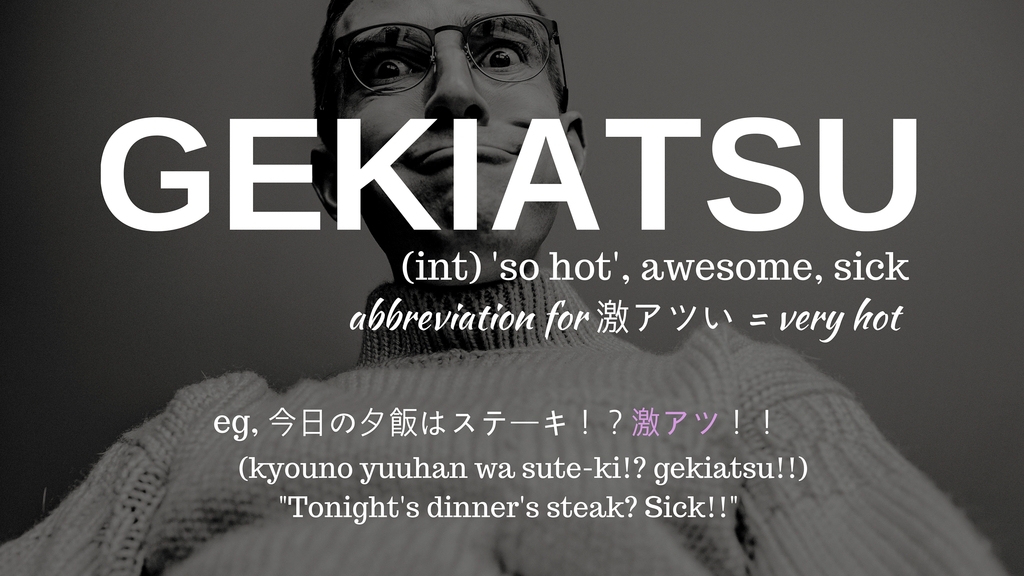 GEKIATSU
(int) 'so hot', awesome, sick
abbreviation for 激アツい = very hot
eg, 今日の夕飯はステーキ！？激アツ！！
(kyouno yuuhan wa sute-ki!? gekiatsu!!)
"Tonight's dinner's steak? Sick!!"